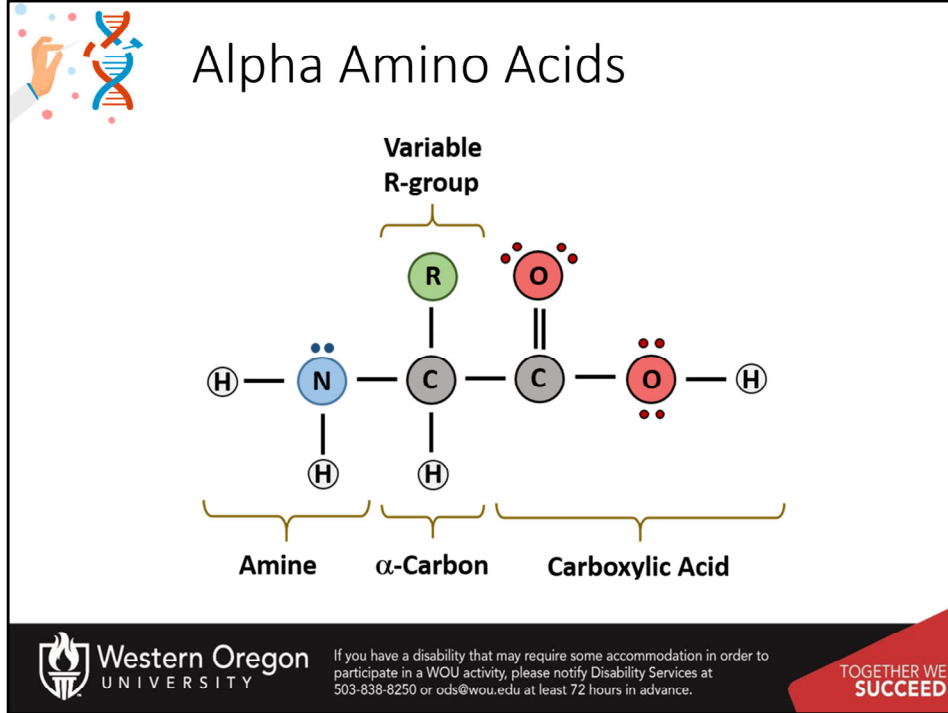 Alpha Amino Acids
Variable
R-group
R
O
H
N
C
C
O
H
H
H
Amine
α-Carbon
Carboxylic Acid
Western Oregon
UNIVERSITY
If you have a disability that may require some accommodation in order to
participate in a WOU activity, please notify Disability Services at
503-838-8250 or ods@wou.edu at least 72 hours in advance.
TOGETHER WE
SUCCEED